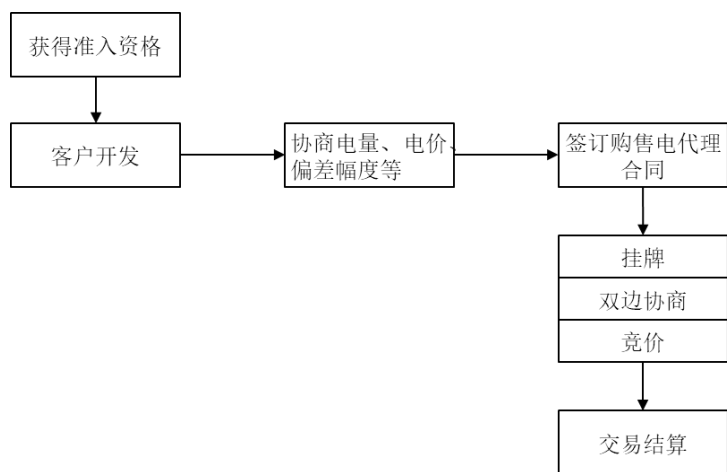 获得准入资格
客户开发
协商电量、电价、
偏差幅度等
签订购售电代理
合同
挂牌
双边协商
竞价
交易结算